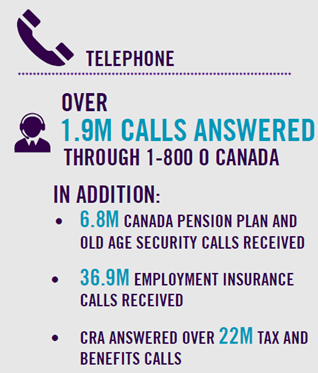 TELEPHONE
OVER
1.9M CALLS ANSWERED
THROUGH 1-800 O CANADA
IN ADDITION:
• 6.8M CANADA PENSION PLAN AND
OLD AGE SECURITY CALLS RECEIVED
• 36.9M EMPLOYMENT INSURANCE
CALLS RECEIVED
• CRA ANSWERED OVER 22M TAX AND
BENEFITS CALLS